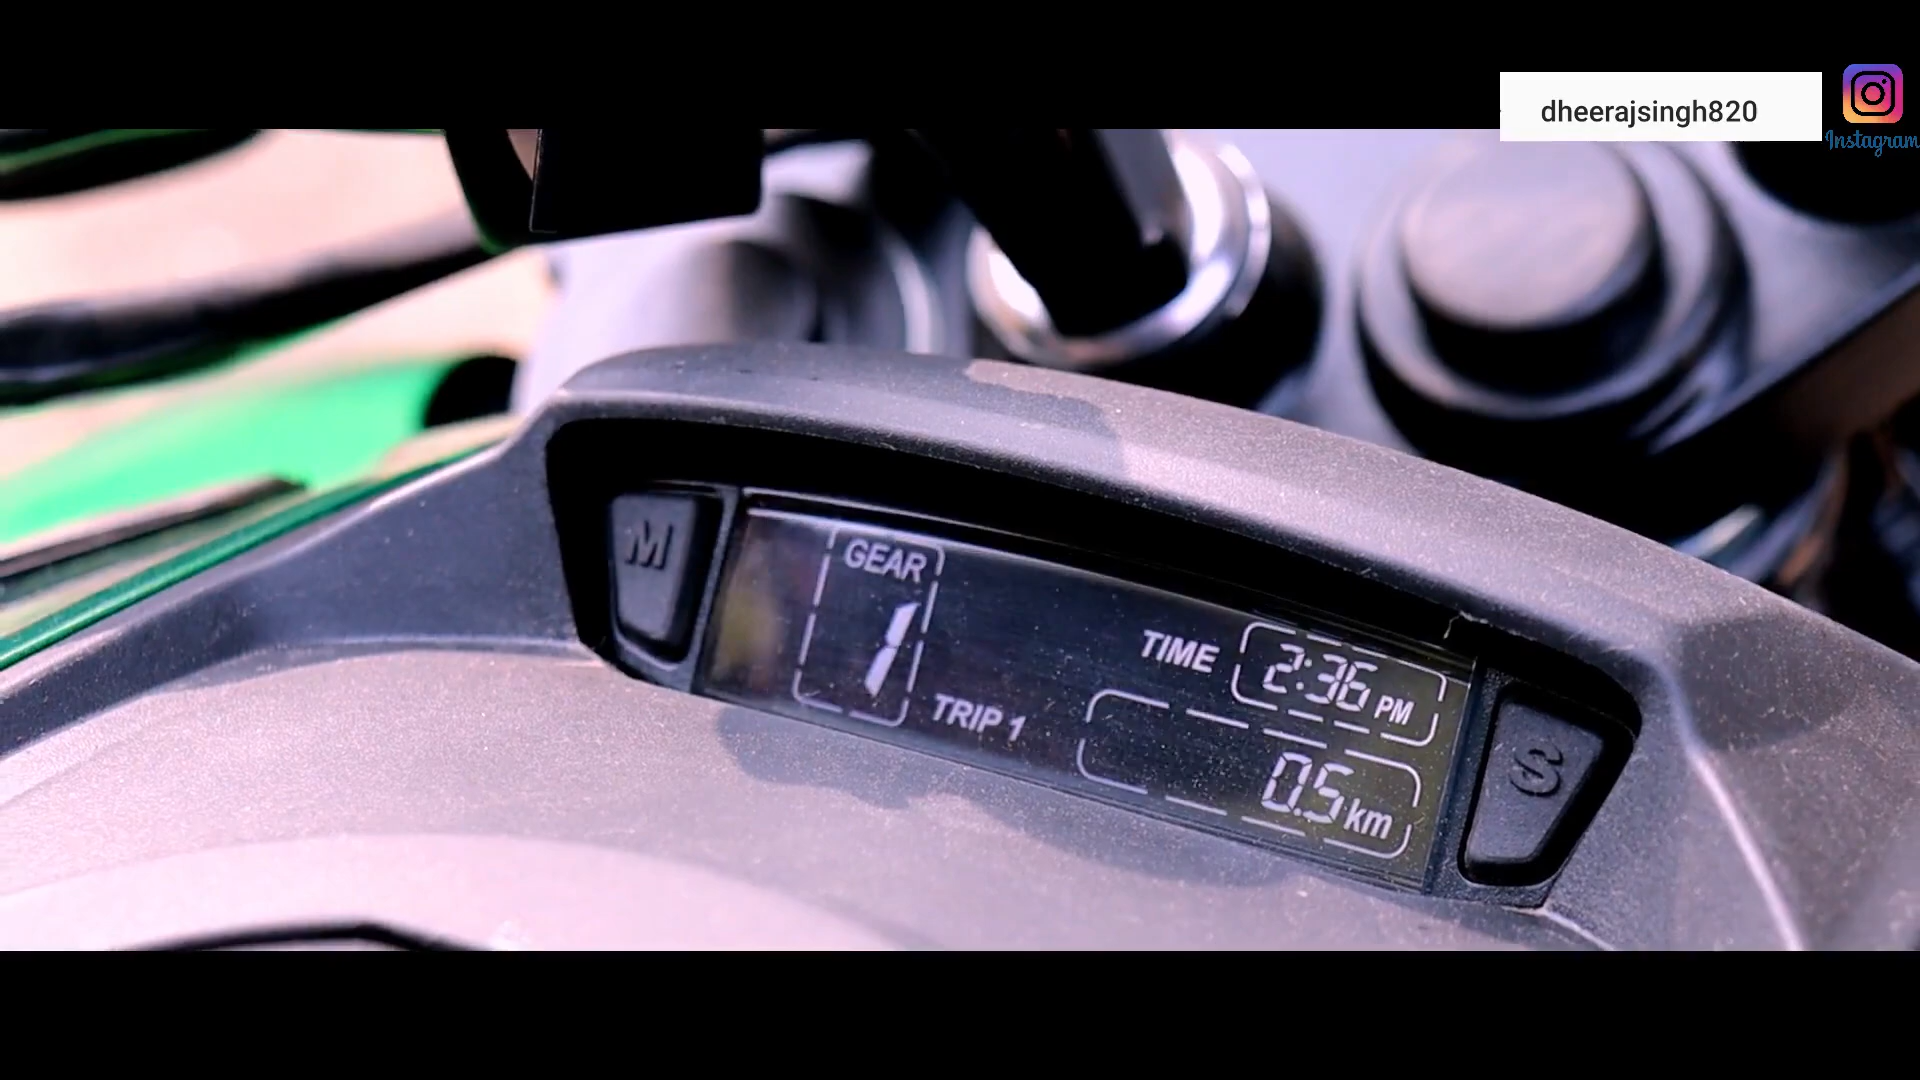 dheerajsingh820
Instagram
M
GEAR
1
TIME 2:36 PM
TRIP 1
0.5 km
S